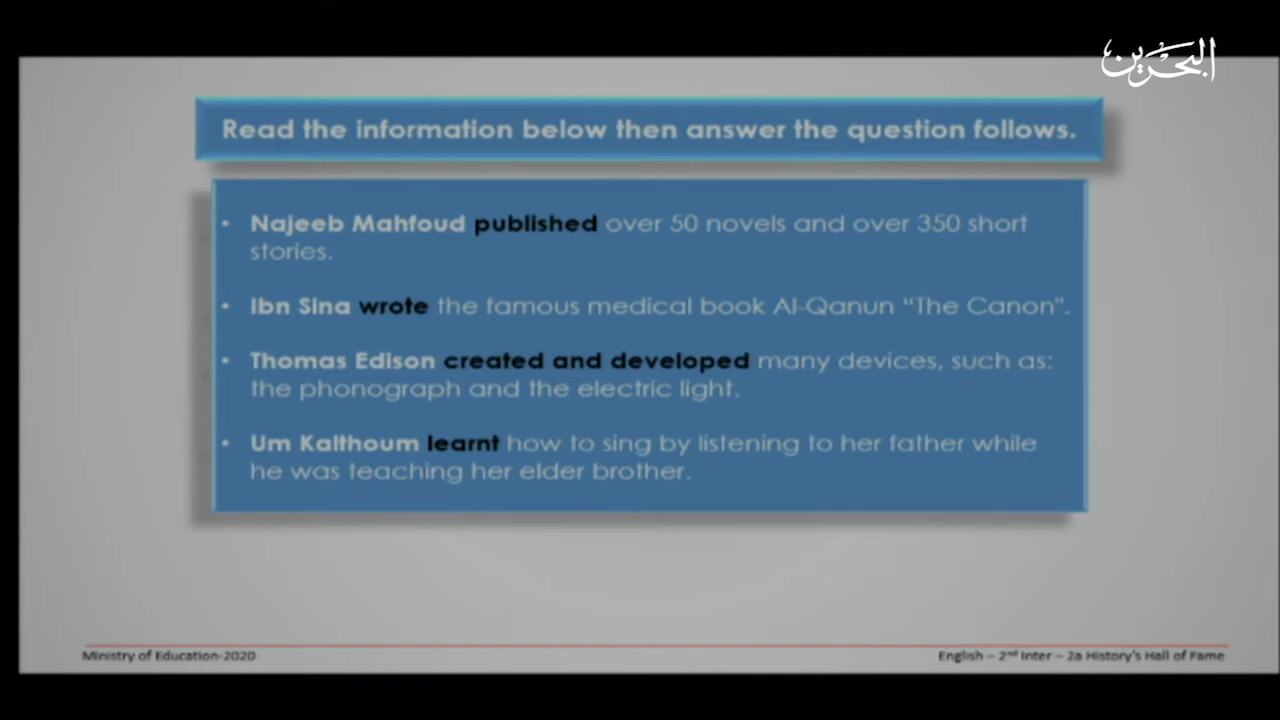 البحرين
Read the information below then answer the question follows.
• Najeeb Mahfoud published over 50 novels and over 350 short
stories.
• Ibn Sina wrote the famous medical book Al-Qanun “The Canon”.
• Thomas Edison created and developed many devices, such as:
the phonograph and the electric light.
• Um Kalthoum learnt how to sing by listening to her father while
he was teaching her elder brother.
Ministry of Education-2020
English – 2nd Inter – 2a History's Hall of Fame